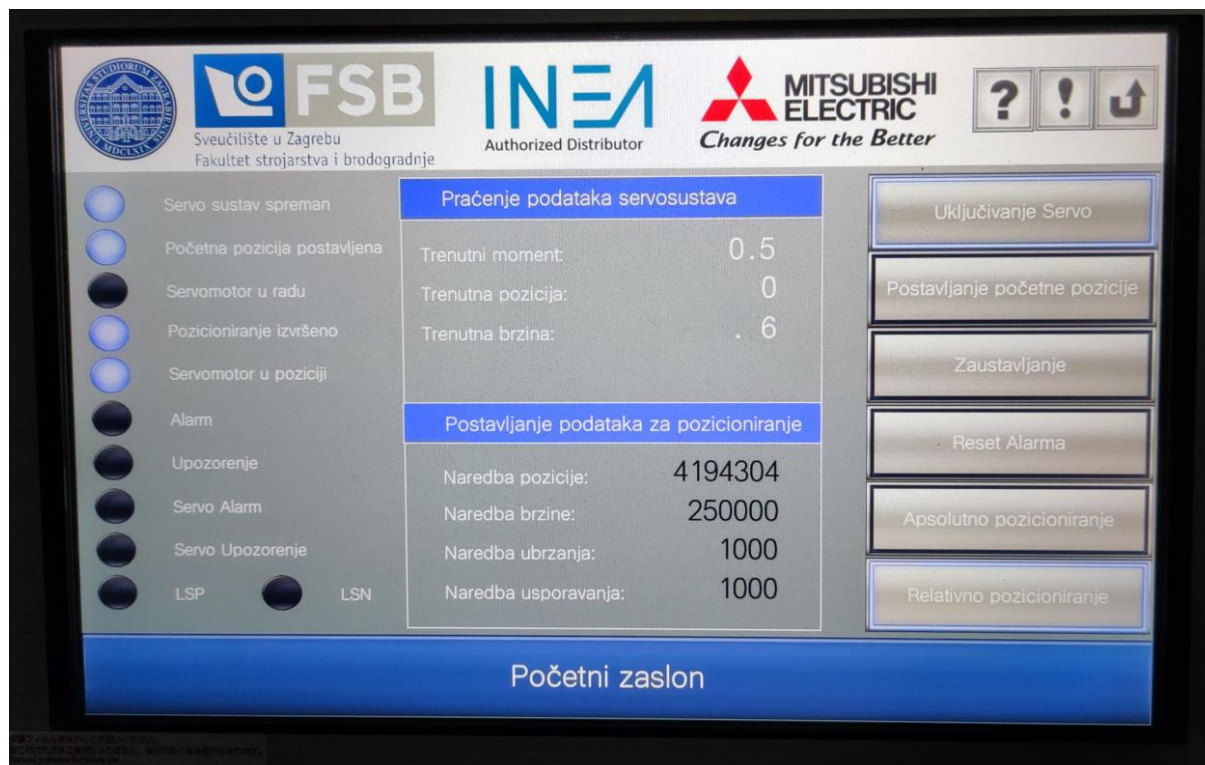 FSB
Sveučilište u Zagrebu
Fakultet strojarstva i brodogradnje
INEA
Authorized Distributor
MITSUBISHI
ELECTRIC
Changes for the Better
? !
Servo sustav spreman
Početna pozicija postavljena
Servomotor u radu
Pozicioniranje izvršeno
Servomotor u poziciji
Alarm
Upozorenje
Servo Alarm
Servo Upozorenje
LSP LSN
Praćenje podataka servosustava
Trenutni moment: 0.5
Trenutna pozicija: 0
Trenutna brzina: . 6
Postavljanje podataka za pozicioniranje
Naredba pozicije: 4194304
Naredba brzine: 250000
Naredba ubrzanja: 1000
Naredba usporavanja: 1000
Uključivanje Servo
Postavljanje početne pozicije
Zaustavljanje
Reset Alarma
Apsolutno pozicioniranje
Relativno pozicioniranje
Početni zaslon